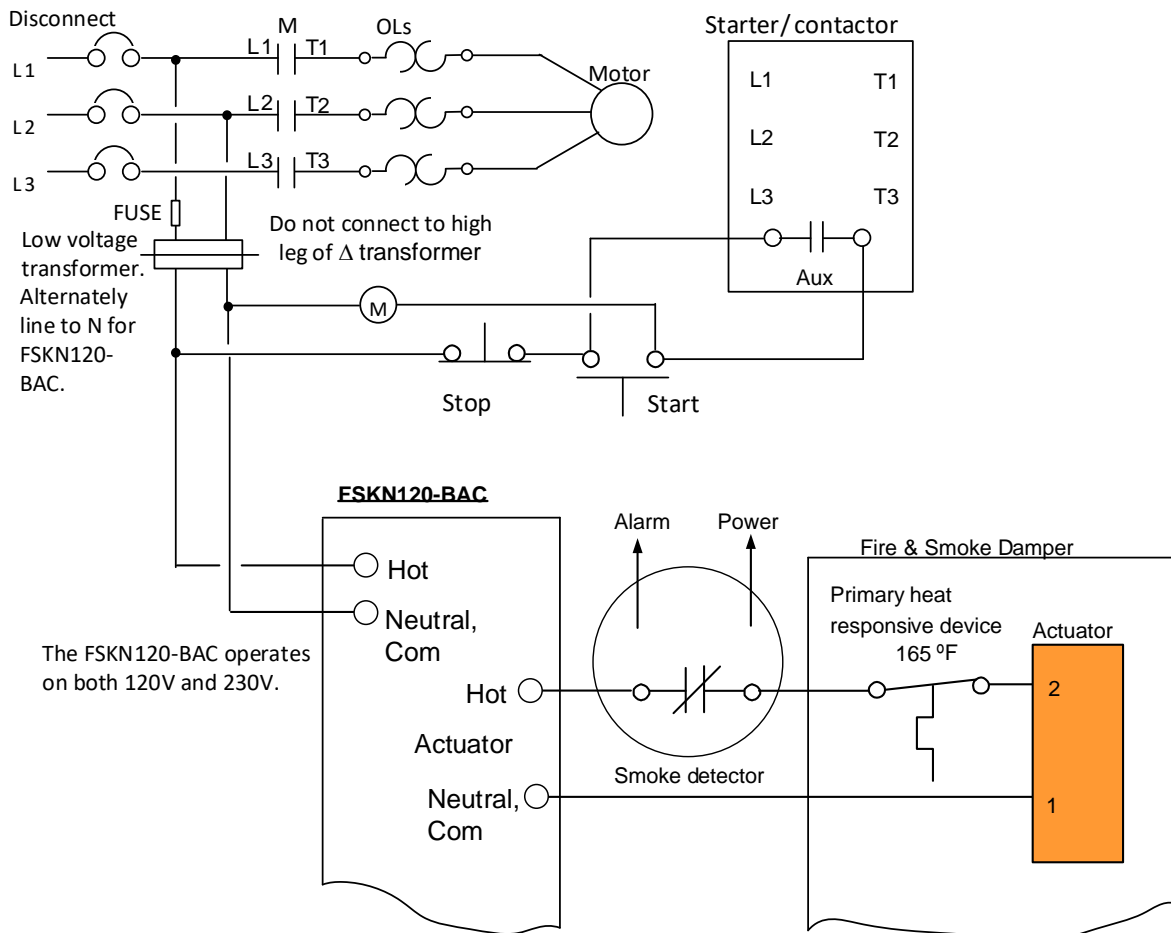 Disconnect
M
OLs
Starter/contactor
L1
L1
T1
Motor
L1
T1
L2
L2
T2
L2
T2
L3
L3
T3
L3
T3
FUSE
Do not connect to high
leg of Δ transformer
Low voltage
transformer.
Alternately
line to N for
FSKN120-
BAC.
Aux
M
Stop
Start
FSKN120-BAC
Alarm
Power
Fire & Smoke Damper
Hot
Neutral,
Com
Primary heat
responsive device
165 ⁰F
Actuator
The FSKN120-BAC operates
on both 120V and 230V.
Hot
2
Actuator
Smoke detector
Neutral,
Com
1